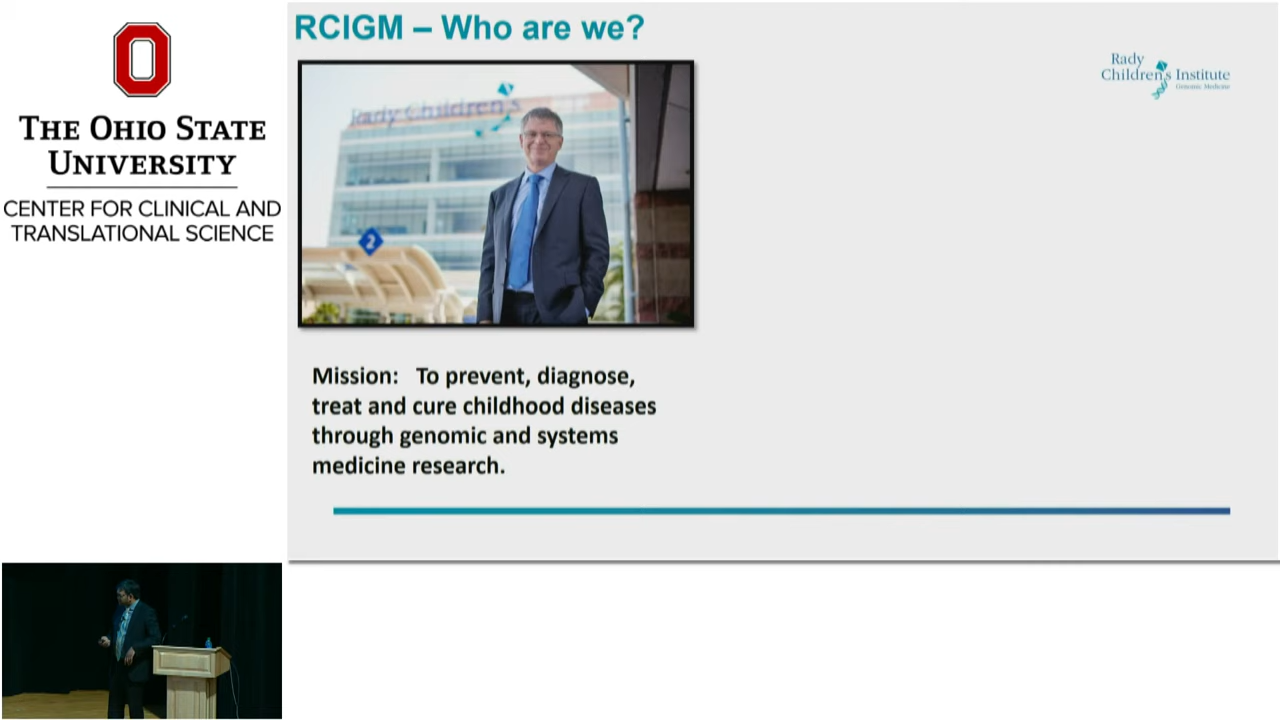 O
THE OHIO STATE
UNIVERSITY
CENTER FOR CLINICAL AND
TRANSLATIONAL SCIENCE
RCIGM – Who are we?
Rady
Children's Institute
Genomic Medicine
Rady Children's
2
Mission: To prevent, diagnose,
treat and cure childhood diseases
through genomic and systems
medicine research.